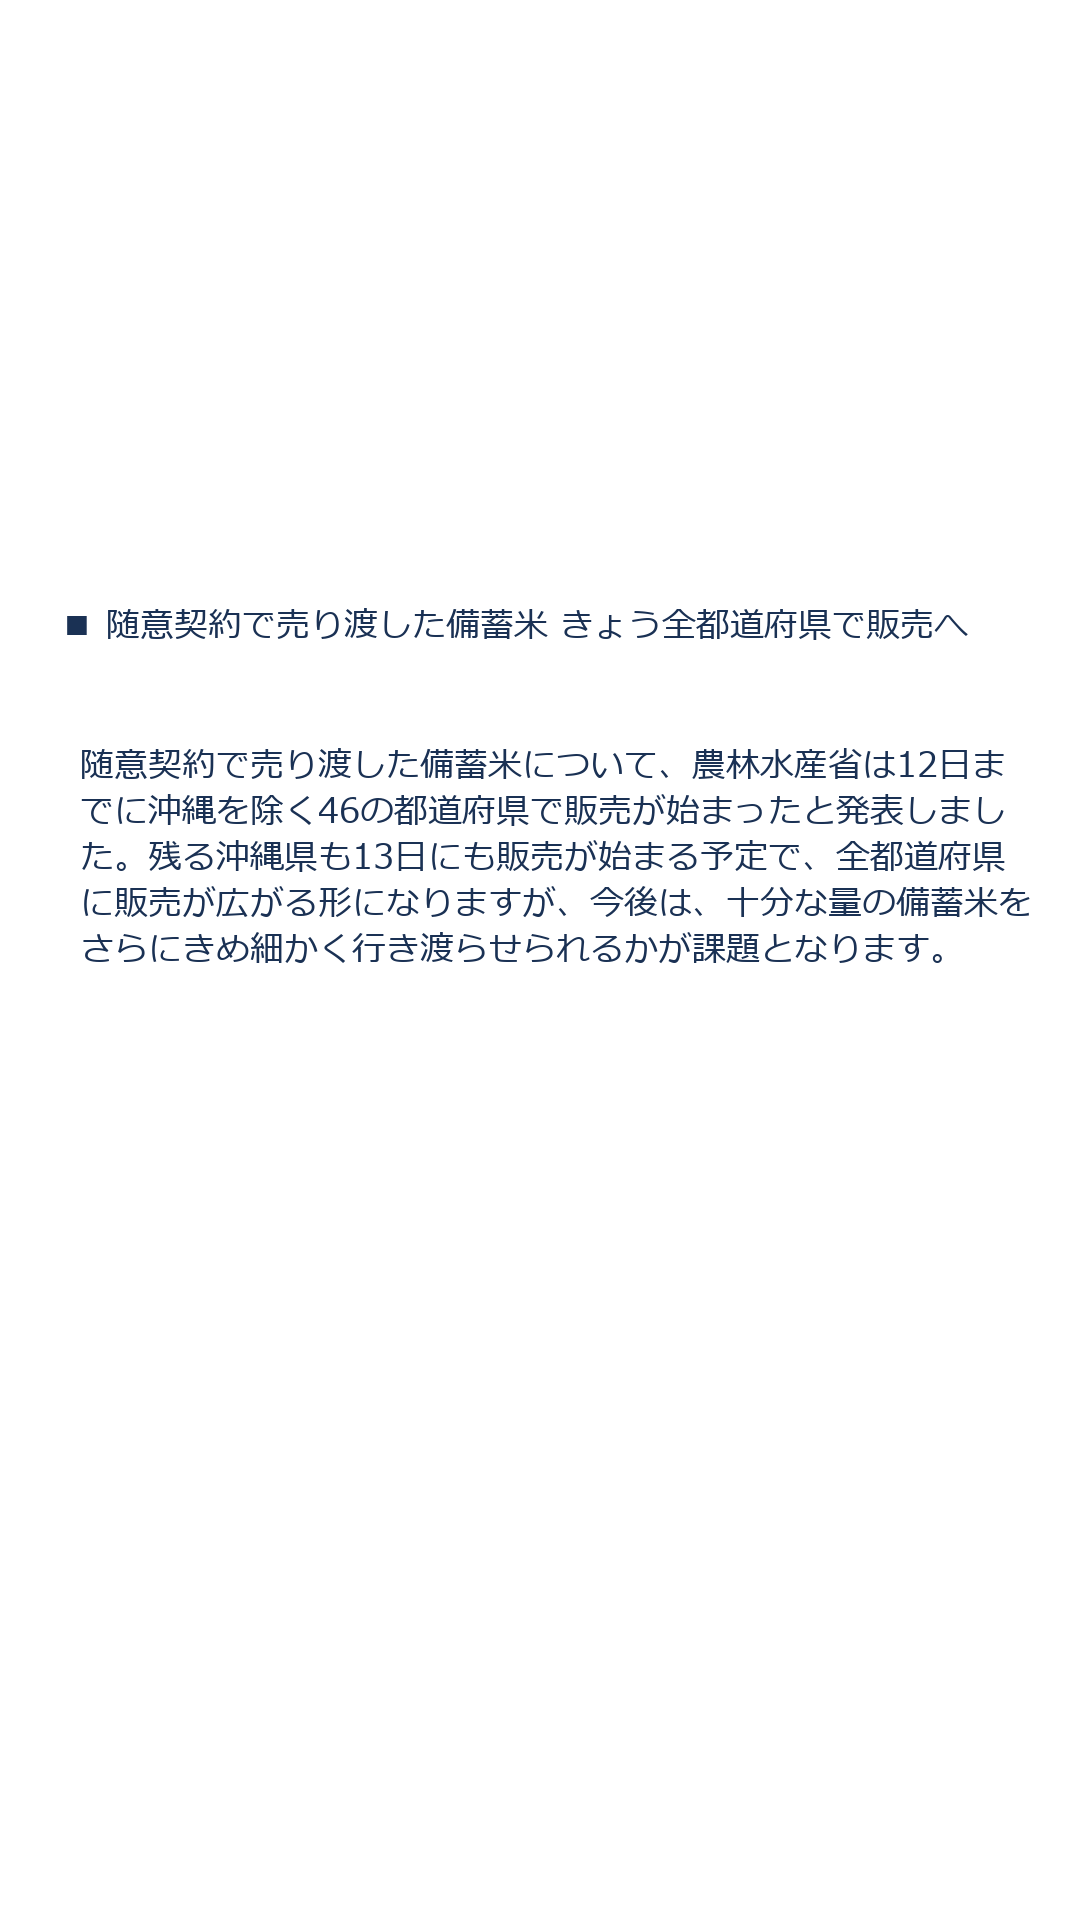 ■ 随意契約で売り渡した備蓄米 きょう全都道府県で販売へ
随意契約で売り渡した備蓄米について、農林水産省は12日ま
でに沖縄を除く46の都道府県で販売が始まったと発表しまし
た。残る沖縄県も13日にも販売が始まる予定で、全都道府県
に販売が広がる形になりますが、今後は、十分な量の備蓄米を
さらにきめ細かく行き渡らせられるかが課題となります。